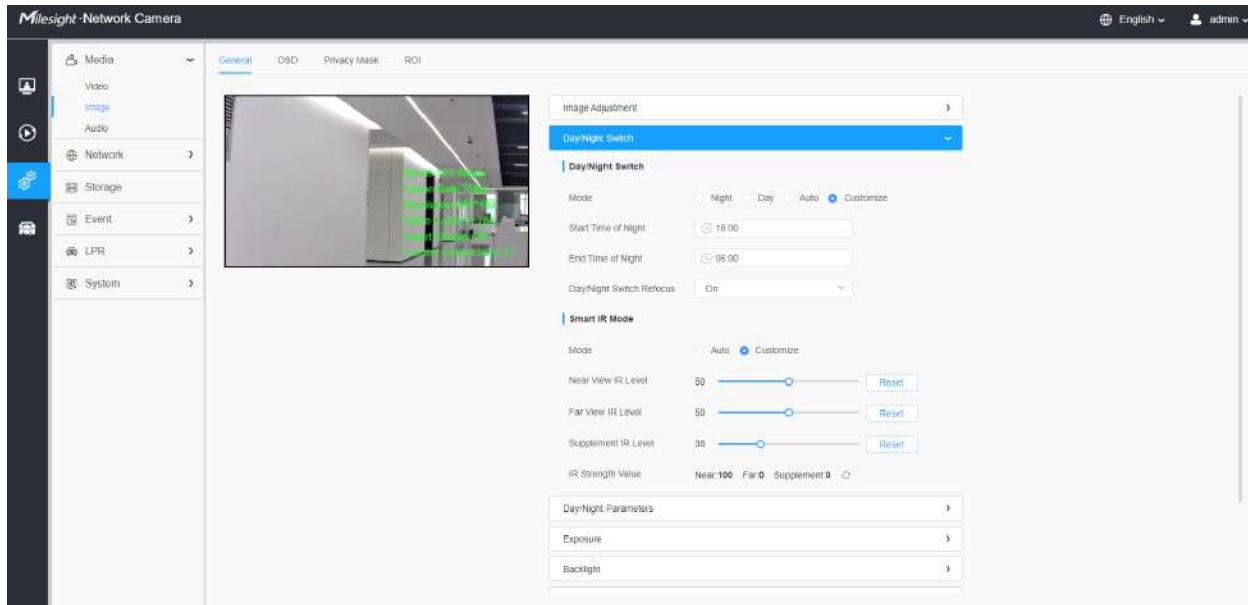 Milesight · Network Camera
English
admin
Media
Video
Image
Audio
Network
Storage
Event
LPR
System
General OSD Privacy Mask ROI
Image Adjustment
Day/Night Switch
Day/Night Switch
Mode Night Day Auto Customize
Start Time of Night 18:00
End Time of Night 06:00
Day/Night Switch Refocus On
Smart IR Mode
Mode Auto Customize
Near View IR Level 50 Reset
Far View IR Level 50 Reset
Supplement IR Level 30 Reset
IR Strength Value Near:100 Far:0 Supplement:0
Day/Night Parameters
Exposure
Backlight